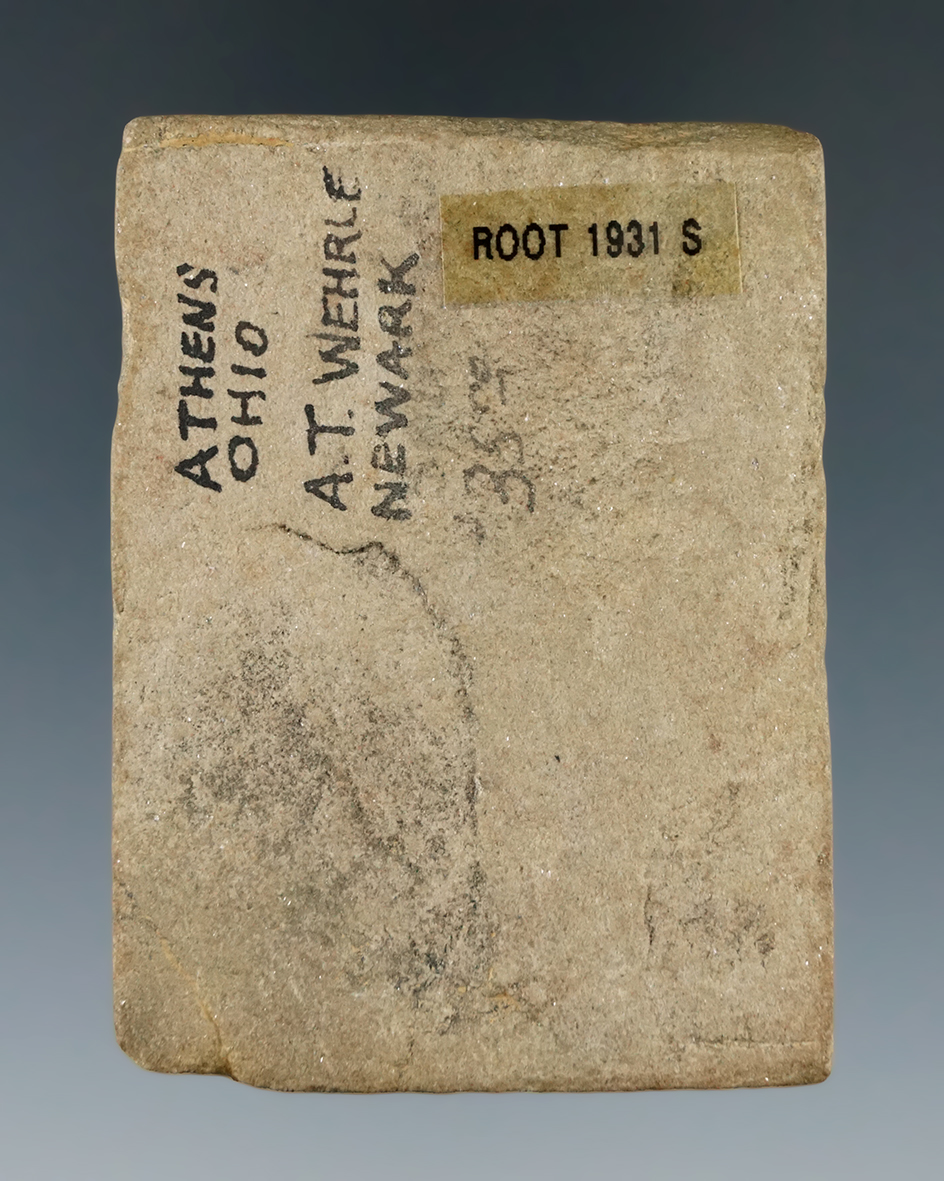 ROOT 1931 S
ATHENS
OHIO
A.T. WEHRLE
NEWARK